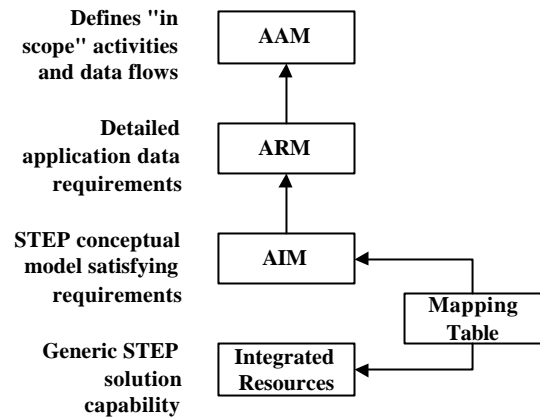 Defines "in
scope" activities
and data flows
AAM
Detailed
application data
requirements
ARM
STEP conceptual
model satisfying
requirements
AIM
Mapping
Table
Generic STEP
solution
capability
Integrated
Resources